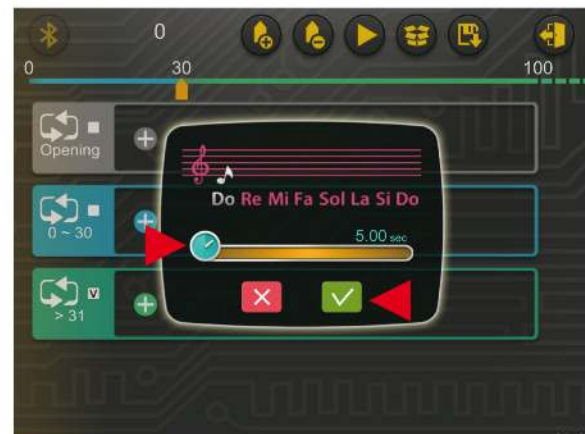 0
0 30 100
Opening
Do Re Mi Fa Sol La Si Do
5.00 sec
0 ~ 30
V
> 31